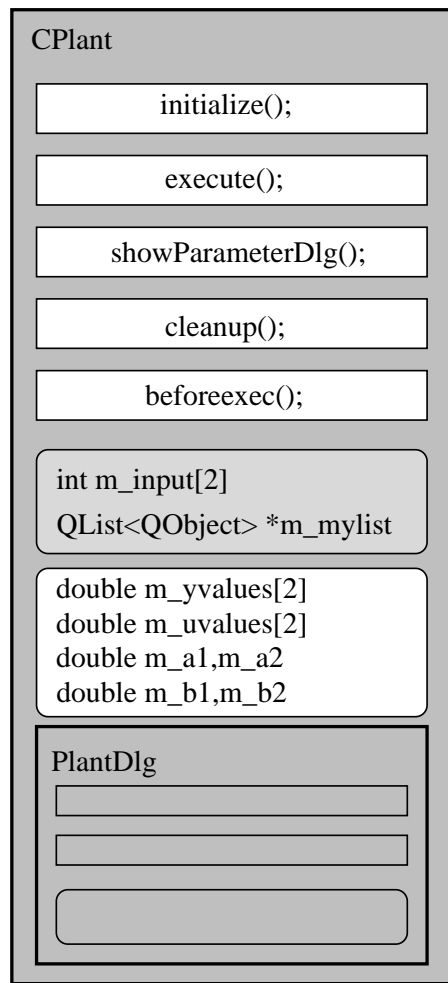 CPlant
initialize();
execute();
showParameterDlg();
cleanup();
beforeexec();
int m_input[2]
QList<QObject> *m_mylist
double m_yvalues[2]
double m_uvalues[2]
double m_a1,m_a2
double m_b1,m_b2
PlantDlg